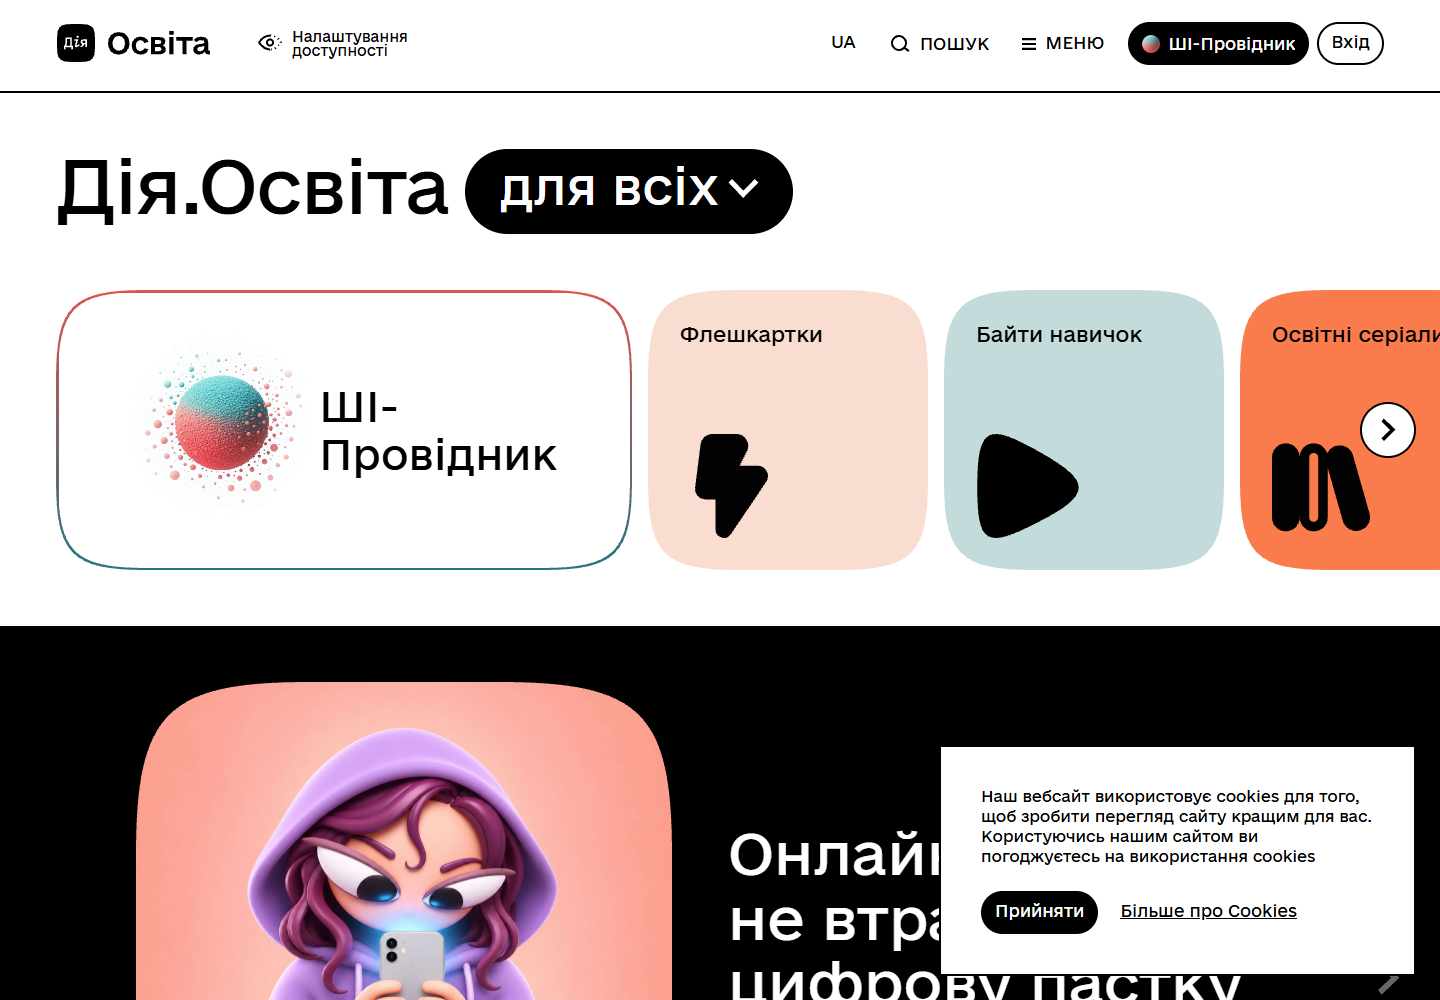 Дія Освіта
Налаштування
доступності
UA
ПОШУК
МЕНЮ
ШІ-Провідник
Вхід
Дія.Освіта для всіх
ШІ-
Провідник
Флешкартки
Байти навичок
Освітні серіали
Онлайн
не втра
цифрову пастку
Наш вебсайт використовує cookies для того,
щоб зробити перегляд сайту кращим для вас.
Користуючись нашим сайтом ви
погоджуєтесь на використання cookies
Прийняти
Більше про Cookies